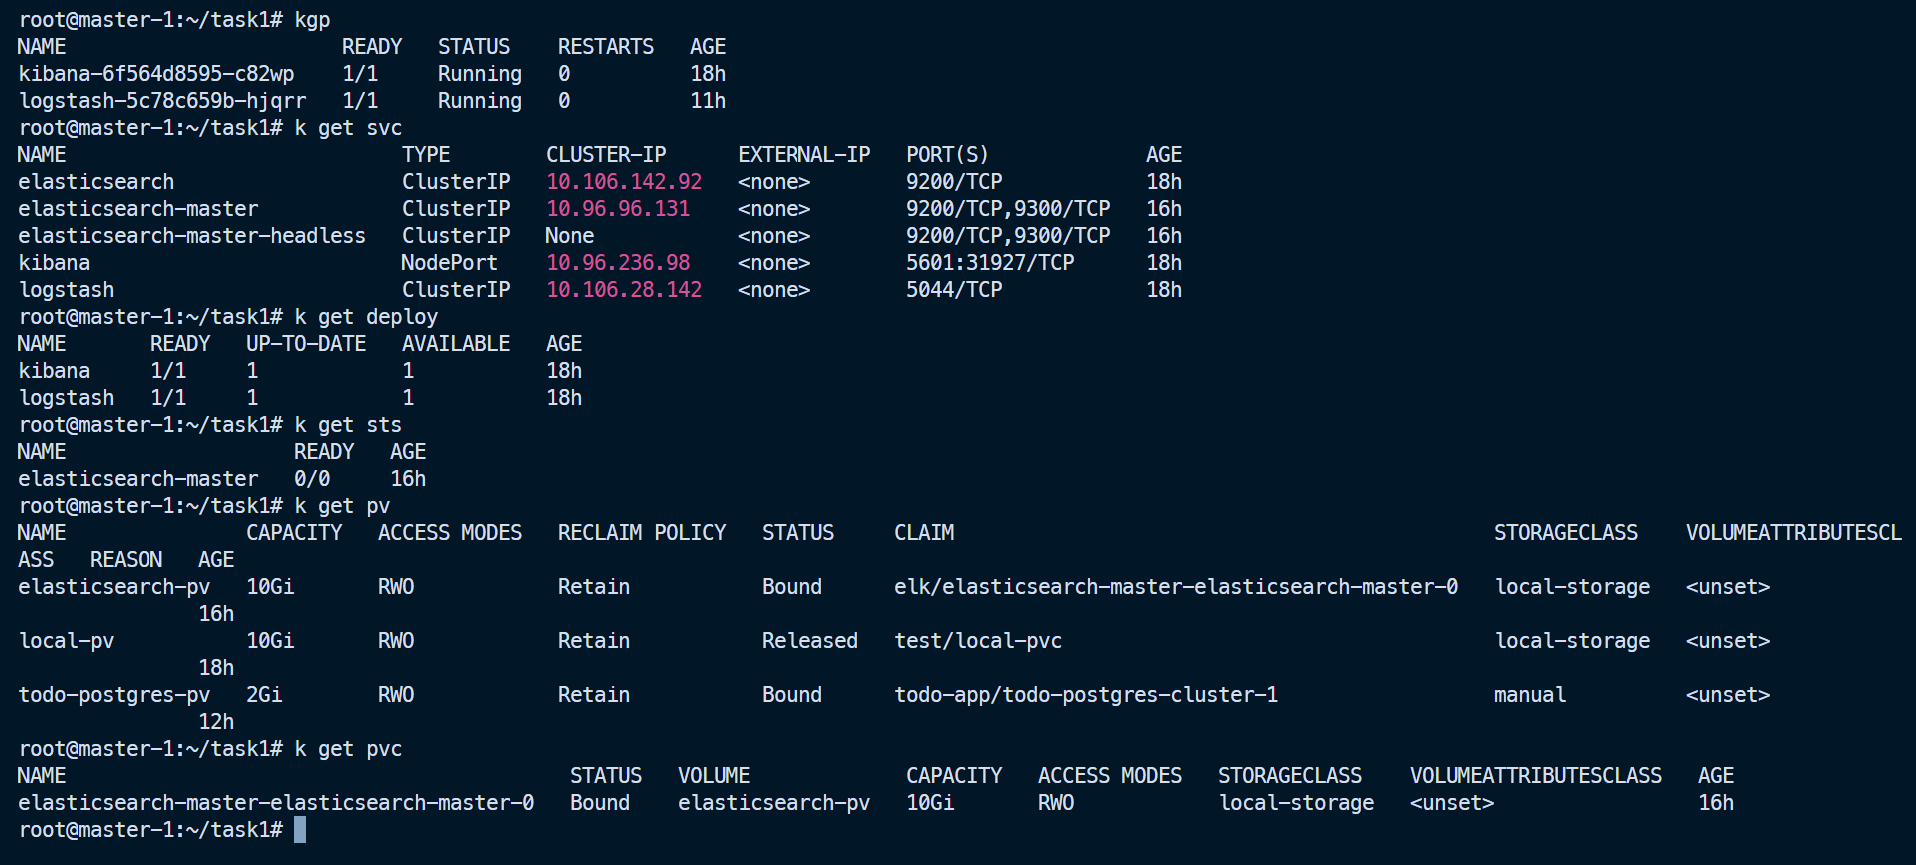 root@master-1:~/task1# kgp
NAME                       READY   STATUS    RESTARTS   AGE
kibana-6f564d8595-c82wp    1/1     Running   0          18h
logstash-5c78c659b-hjqrr   1/1     Running   0          11h
root@master-1:~/task1# k get svc
NAME                            TYPE        CLUSTER-IP      EXTERNAL-IP   PORT(S)             AGE
elasticsearch                   ClusterIP   10.106.142.92   <none>        9200/TCP            18h
elasticsearch-master            ClusterIP   10.96.96.131    <none>        9200/TCP,9300/TCP   16h
elasticsearch-master-headless   ClusterIP   None            <none>        9200/TCP,9300/TCP   16h
kibana                          NodePort    10.96.236.98    <none>        5601:31927/TCP      18h
logstash                        ClusterIP   10.106.28.142   <none>        5044/TCP            18h
root@master-1:~/task1# k get deploy
NAME       READY   UP-TO-DATE   AVAILABLE   AGE
kibana     1/1     1            1           18h
logstash   1/1     1            1           18h
root@master-1:~/task1# k get sts
NAME                   READY   AGE
elasticsearch-master   0/0     16h
root@master-1:~/task1# k get pv
NAME               CAPACITY   ACCESS MODES   RECLAIM POLICY   STATUS     CLAIM                                             STORAGECLASS    VOLUMEATTRIBUTESCL
ASS   REASON   AGE
elasticsearch-pv   10Gi       RWO            Retain           Bound      elk/elasticsearch-master-elasticsearch-master-0   local-storage   <unset>
               16h
local-pv           10Gi       RWO            Retain           Released   test/local-pvc                                    local-storage   <unset>
               18h
todo-postgres-pv   2Gi        RWO            Retain           Bound      todo-app/todo-postgres-cluster-1                  manual          <unset>
               12h
root@master-1:~/task1# k get pvc
NAME                                          STATUS   VOLUME             CAPACITY   ACCESS MODES   STORAGECLASS    VOLUMEATTRIBUTESCLASS   AGE
elasticsearch-master-elasticsearch-master-0   Bound    elasticsearch-pv   10Gi       RWO            local-storage   <unset>                 16h
root@master-1:~/task1#